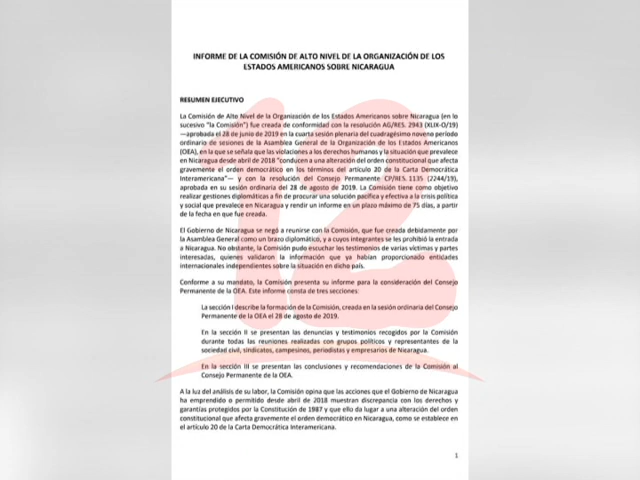 INFORME DE LA COMISIÓN DE ALTO NIVEL DE LA ORGANIZACIÓN DE LOS
ESTADOS AMERICANOS SOBRE NICARAGUA
RESUMEN EJECUTIVO
La Comisión de Alto Nivel de la Organización de los Estados Americanos sobre Nicaragua (en lo
sucesivo "la Comisión") fue creada de conformidad con la resolución AG/RES. 2943 (XLIX-O/19)
—aprobada el 28 de junio de 2019 en la cuarta sesión plenaria del cuadragésimo noveno período
ordinario de sesiones de la Asamblea General de la Organización de los Estados Americanos
(OEA), en la que se señala que las violaciones a los derechos humanos y la situación que prevalece
en Nicaragua desde abril de 2018 "conducen a una alteración del orden constitucional que afecta
gravemente el orden democrático en los términos del artículo 20 de la Carta Democrática
Interamericana"— y con la resolución del Consejo Permanente CP/RES. 1135 (2244/19),
aprobada en su sesión ordinaria del 28 de agosto de 2019. La Comisión tiene como objetivo
realizar gestiones diplomáticas a fin de procurar una solución pacífica y efectiva a la crisis política
y social que prevalece en Nicaragua y rendir un informe en un plazo máximo de 75 días, a partir
de la fecha en que fue creada.
El Gobierno de Nicaragua se negó a reunirse con la Comisión, que fue creada debidamente por
la Asamblea General como un brazo diplomático, y a cuyos integrantes se les prohibió la entrada
a Nicaragua. No obstante, la Comisión pudo escuchar los testimonios de varias víctimas y partes
interesadas, quienes validaron la información que ya habían proporcionado entidades
internacionales independientes sobre la situación en dicho país.
Conforme a su mandato, la Comisión presenta su informe para la consideración del Consejo
Permanente de la OEA. Este informe consta de tres secciones:
La sección I describe la formación de la Comisión, creada en la sesión ordinaria del Consejo
Permanente de la OEA el 28 de agosto de 2019.
En la sección II se presentan las denuncias y testimonios recogidos por la Comisión
durante todas las reuniones realizadas con grupos políticos y representantes de la
sociedad civil, sindicatos, campesinos, periodistas y empresarios de Nicaragua.
En la sección III se presentan las conclusiones y recomendaciones de la Comisión al
Consejo Permanente de la OEA.
A la luz del análisis de su labor, la Comisión opina que las acciones que el Gobierno de Nicaragua
ha emprendido o permitido desde abril de 2018 muestran discrepancia con los derechos y
garantías protegidos por la Constitución de 1987 y que ello da lugar a una alteración del orden
constitucional que afecta gravemente el orden democrático en Nicaragua, como se establece en
el artículo 20 de la Carta Democrática Interamericana.
1
12